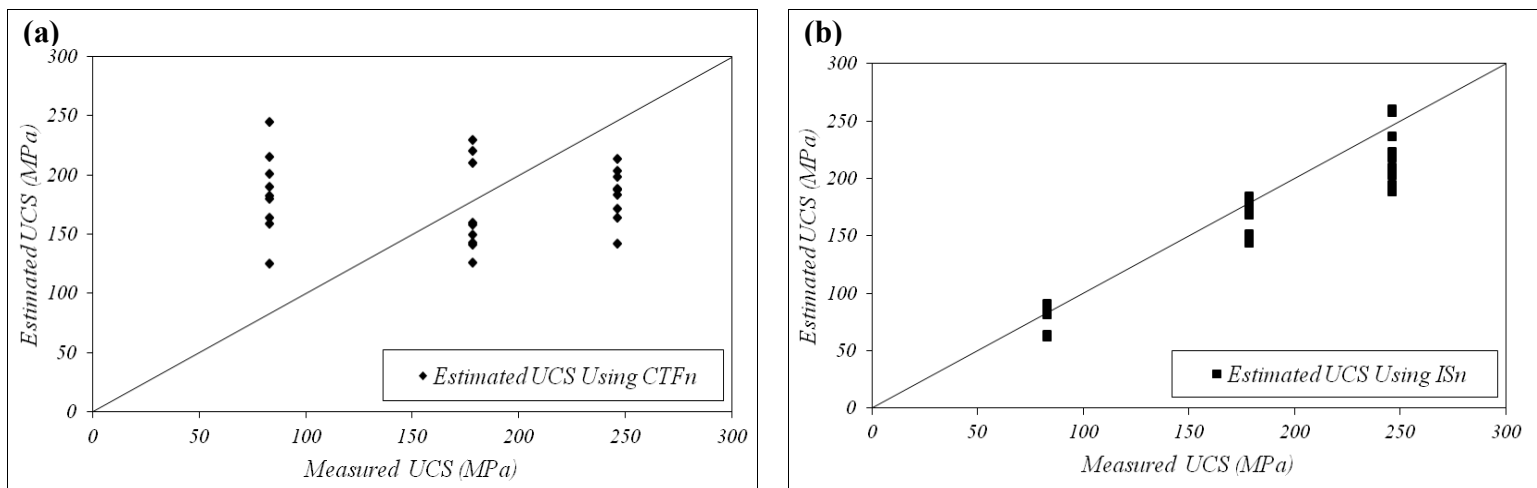 (a)
300
250
200
150
100
50
0
Estimated UCS (MPa)
Estimated UCS Using CTFn
0 50 100 150 200 250 300
Measured UCS (MPa)
(b)
300
250
200
150
100
50
0
Estimated UCS (MPa)
Estimated UCS Using ISn
0 50 100 150 200 250 300
Measured UCS (MPa)